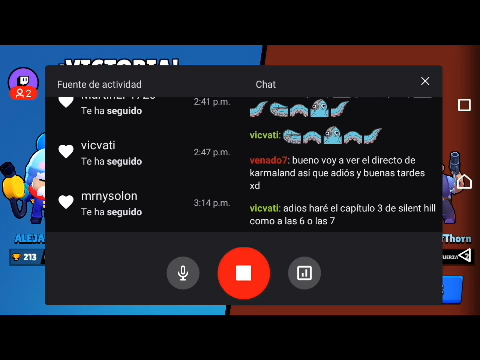 ¡VICTORIA!
2
Fuente de actividad
Chat
2:41 p.m.
Te ha seguido
vicvati
Te ha seguido
2:47 p.m.
mrnysolon
Te ha seguido
3:14 p.m.
vicvati:
venado7: bueno voy a ver el directo de
karmaland así que adiós y buenas tardes
xd
vicvati: adios haré el capítulo 3 de silent hill
como a las 6 o las 7
ALEJA
213
Thorn